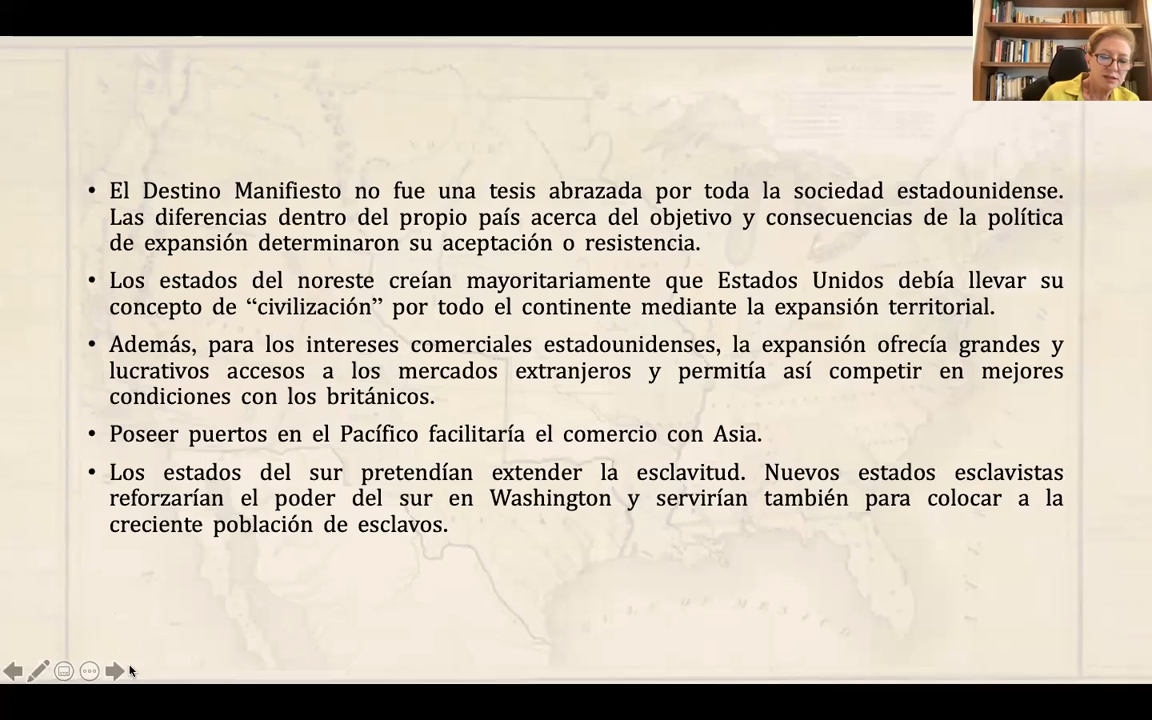 • El Destino Manifiesto no fue una tesis abrazada por toda la sociedad estadounidense.
Las diferencias dentro del propio país acerca del objetivo y consecuencias de la política
de expansión determinaron su aceptación o resistencia.
• Los estados del noreste creían mayoritariamente que Estados Unidos debía llevar su
concepto de “civilización” por todo el continente mediante la expansión territorial.
• Además, para los intereses comerciales estadounidenses, la expansión ofrecía grandes y
lucrativos accesos a los mercados extranjeros y permitía así competir en mejores
condiciones con los británicos.
• Poseer puertos en el Pacífico facilitaría el comercio con Asia.
• Los estados del sur pretendían extender la esclavitud. Nuevos estados esclavistas
reforzarían el poder del sur en Washington y servirían también para colocar a la
creciente población de esclavos.
GULF OF MEXICO